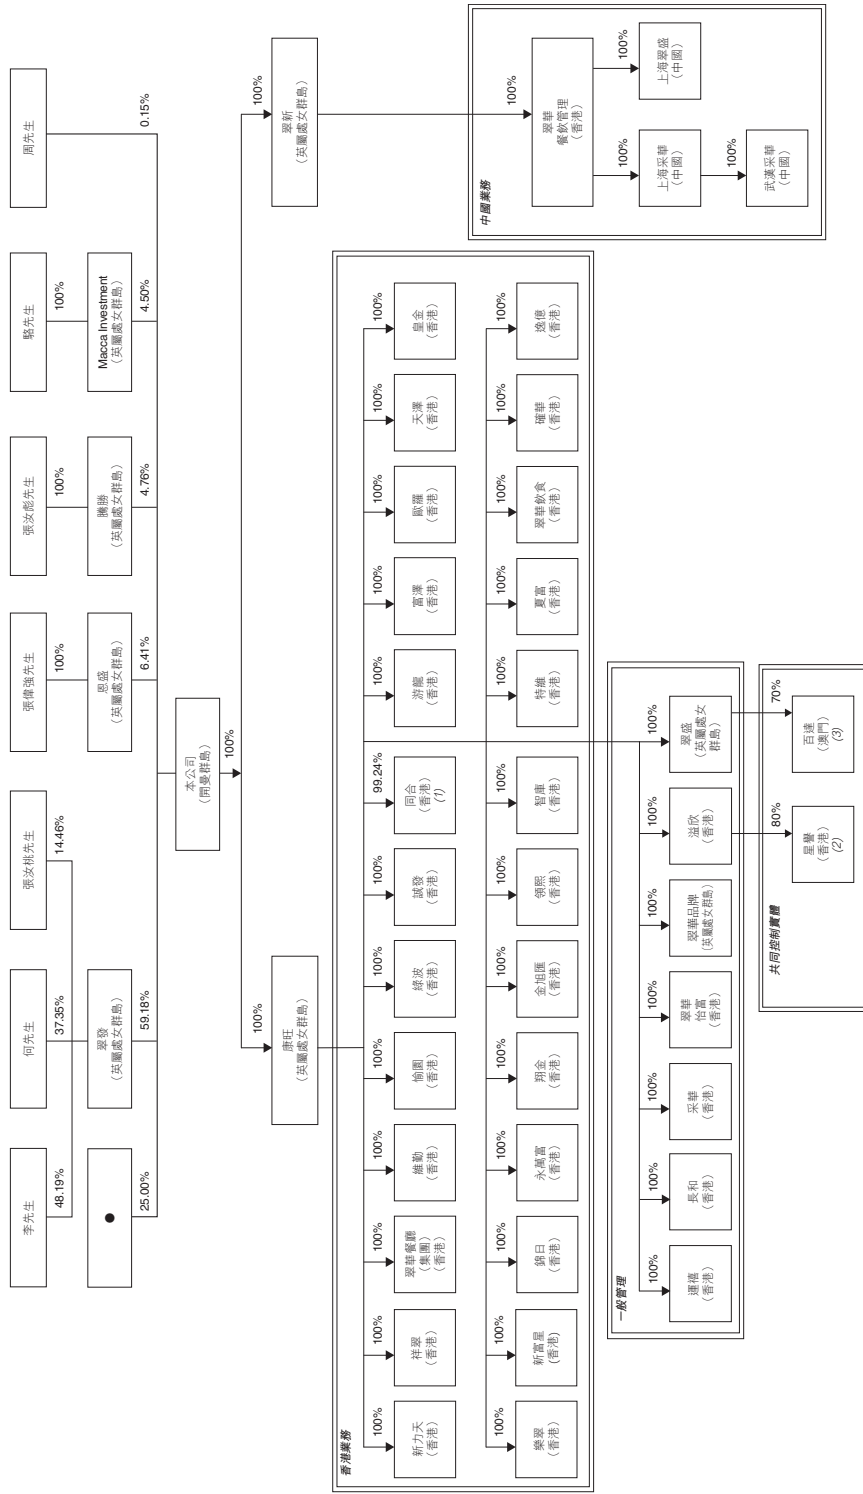 李先生
何先生
張汝桃先生
張偉強先生
張汝彪先生
駱先生
周先生
48.19%
37.35%
14.46%
100%
100%
100%
●
翠發
（英屬處女群島）
恩盛
（英屬處女群島）
騰勝
（英屬處女群島）
Macca Investment
（英屬處女群島）
25.00%
59.18%
6.41%
4.76%
4.50%
0.15%
本公司
（開曼群島）
100%
100%
100%
康旺
（英屬處女群島）
翠新
（英屬處女群島）
香港業務
100%
100%
100%
100%
100%
100%
100%
99.24%
100%
100%
100%
100%
100%
新力天
（香港）
祥翠
（香港）
翠華餐廳
（集團）
（香港）
維勤
（香港）
愉園
（香港）
綠波
（香港）
誠發
（香港）
同合
（香港）
(1)
游龍
（香港）
富澤
（香港）
歐羅
（香港）
天澤
（香港）
皇金
（香港）
100%
100%
100%
100%
100%
100%
100%
100%
100%
100%
100%
100%
100%
樂翠
（香港）
新富星
（香港）
錦日
（香港）
永萬富
（香港）
翔金
（香港）
金旭匯
（香港）
領熙
（香港）
智庫
（香港）
特維
（香港）
夏富
（香港）
翠華飲食
（香港）
確華
（香港）
逸億
（香港）
中國業務
100%
翠華
餐飲管理
（香港）
100%
100%
上海采華
（中國）
上海翠盛
（中國）
100%
武漢采華
（中國）
一般管理
100%
100%
100%
100%
100%
100%
100%
運禧
（香港）
長和
（香港）
采華
（香港）
翠華
怡富
（香港）
翠華品牌
（英屬處女群島）
溢欣
（香港）
翠盛
（英屬處女
群島）
共同控制實體
80%
70%
星譽
（香港）
(2)
百達
（澳門）
(3)